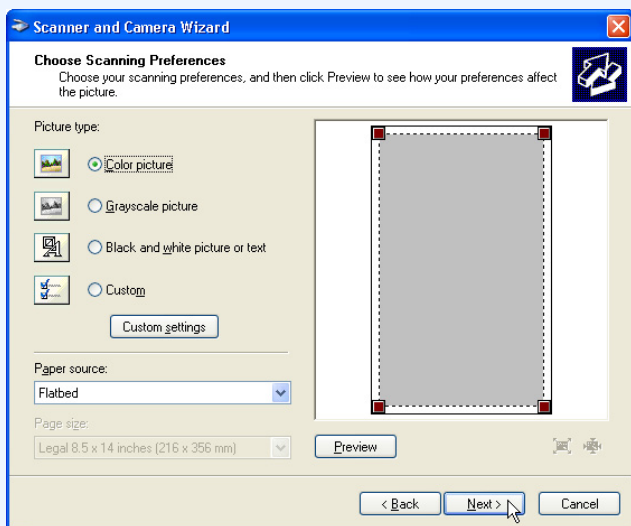 Scanner and Camera Wizard
Choose Scanning Preferences
Choose your scanning preferences, and then click Preview to see how your preferences affect
the picture.
Picture type:
Color picture
Grayscale picture
Black and white picture or text
Custom
Custom settings
Paper source:
Flatbed
Page size:
Legal 8.5 x 14 inches (216 x 356 mm)
Preview
< Back Next > Cancel